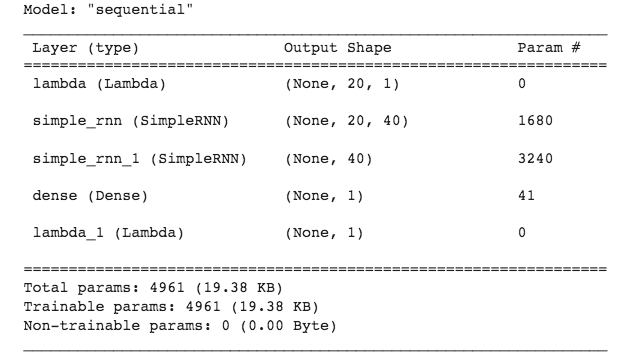 Model: "sequential"
Layer (type) Output Shape Param #
=================================================================
lambda (Lambda) (None, 20, 1) 0
simple_rnn (SimpleRNN) (None, 20, 40) 1680
simple_rnn_1 (SimpleRNN) (None, 40) 3240
dense (Dense) (None, 1) 41
lambda_1 (Lambda) (None, 1) 0
=================================================================
Total params: 4961 (19.38 KB)
Trainable params: 4961 (19.38 KB)
Non-trainable params: 0 (0.00 Byte)